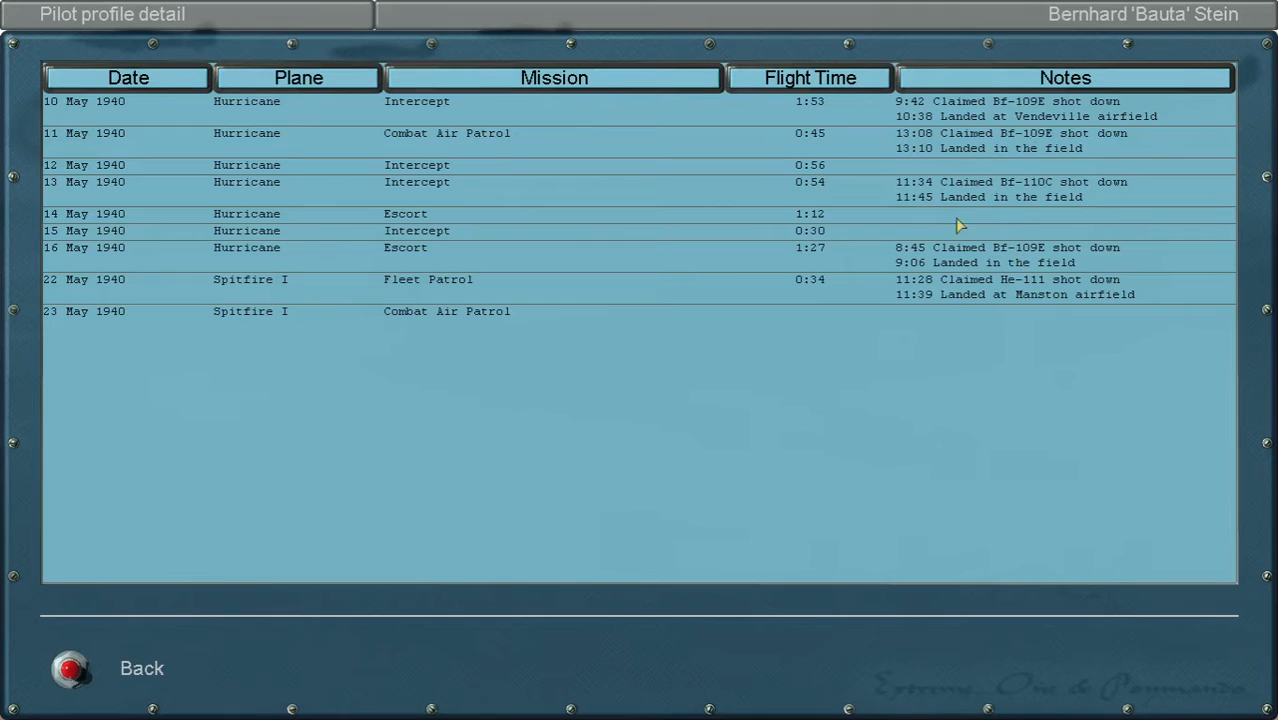 Pilot profile detail
Bernhard 'Bauta' Stein
Date Plane Mission Flight Time Notes
10 May 1940 Hurricane Intercept 1:53 9:42 Claimed Bf-109E shot down
10:38 Landed at Vendeville airfield
11 May 1940 Hurricane Combat Air Patrol 0:45 13:08 Claimed Bf-109E shot down
13:10 Landed in the field
12 May 1940 Hurricane Intercept 0:56
13 May 1940 Hurricane Intercept 0:54 11:34 Claimed Bf-110C shot down
11:45 Landed in the field
14 May 1940 Hurricane Escort 1:12
15 May 1940 Hurricane Intercept 0:30
16 May 1940 Hurricane Escort 1:27 8:45 Claimed Bf-109E shot down
9:06 Landed in the field
22 May 1940 Spitfire I Fleet Patrol 0:34 11:28 Claimed He-111 shot down
11:39 Landed at Manston airfield
23 May 1940 Spitfire I Combat Air Patrol
Back